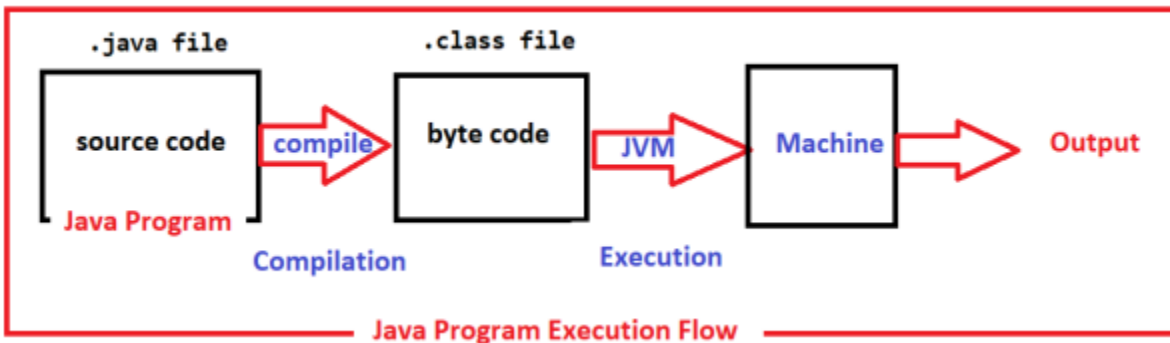 .java file
.class file
source code
compile
byte code
JVM
Machine
Output
Java Program
Compilation
Execution
Java Program Execution Flow